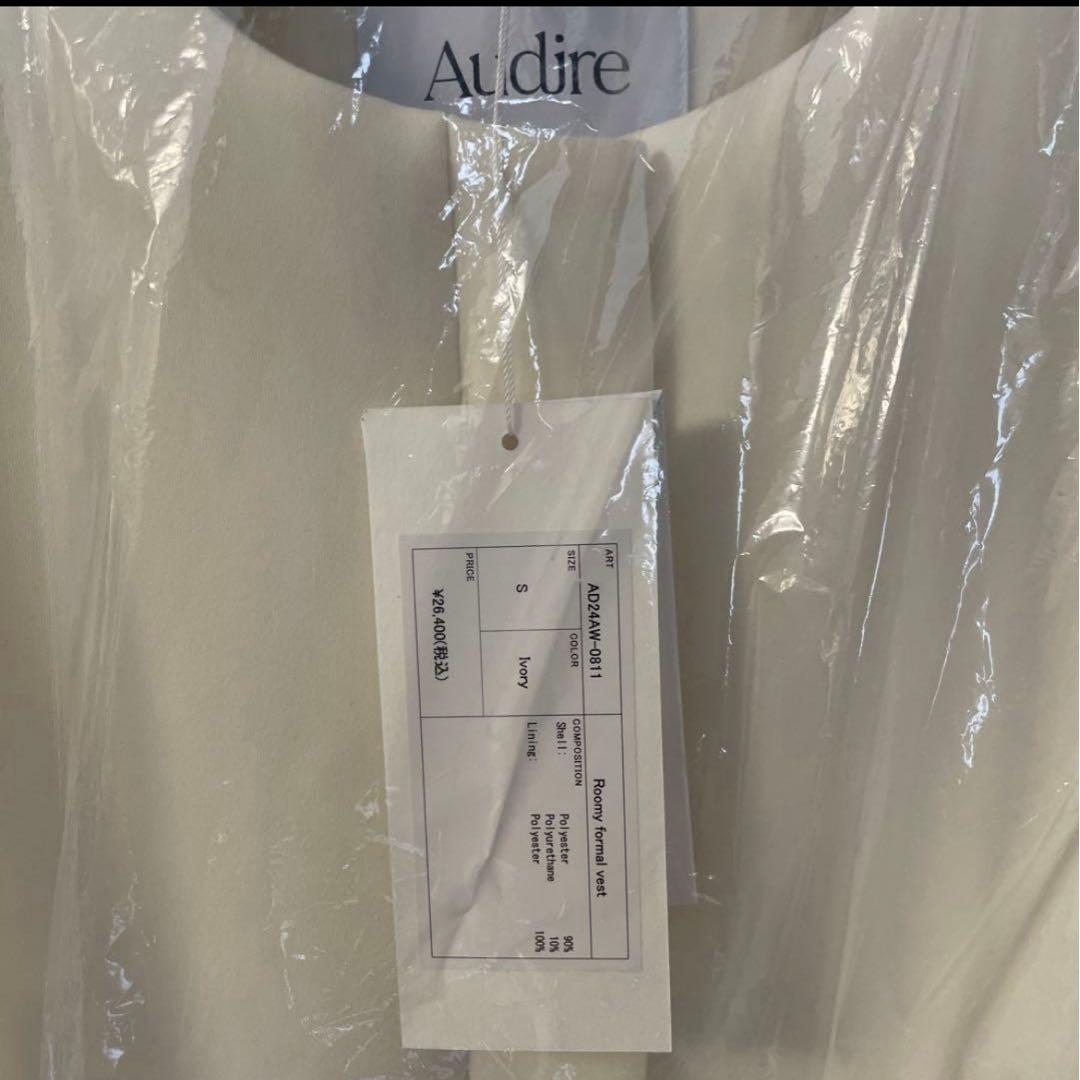 Audire
ART
AD24AW-0811
Roomy formal vest
SIZE
COLOR
COMPOSITION
S
Ivory
Shell:
Polyester
90%
Polyurethane
10%
Lining:
Polyester
100%
PRICE
¥26,400(税込)